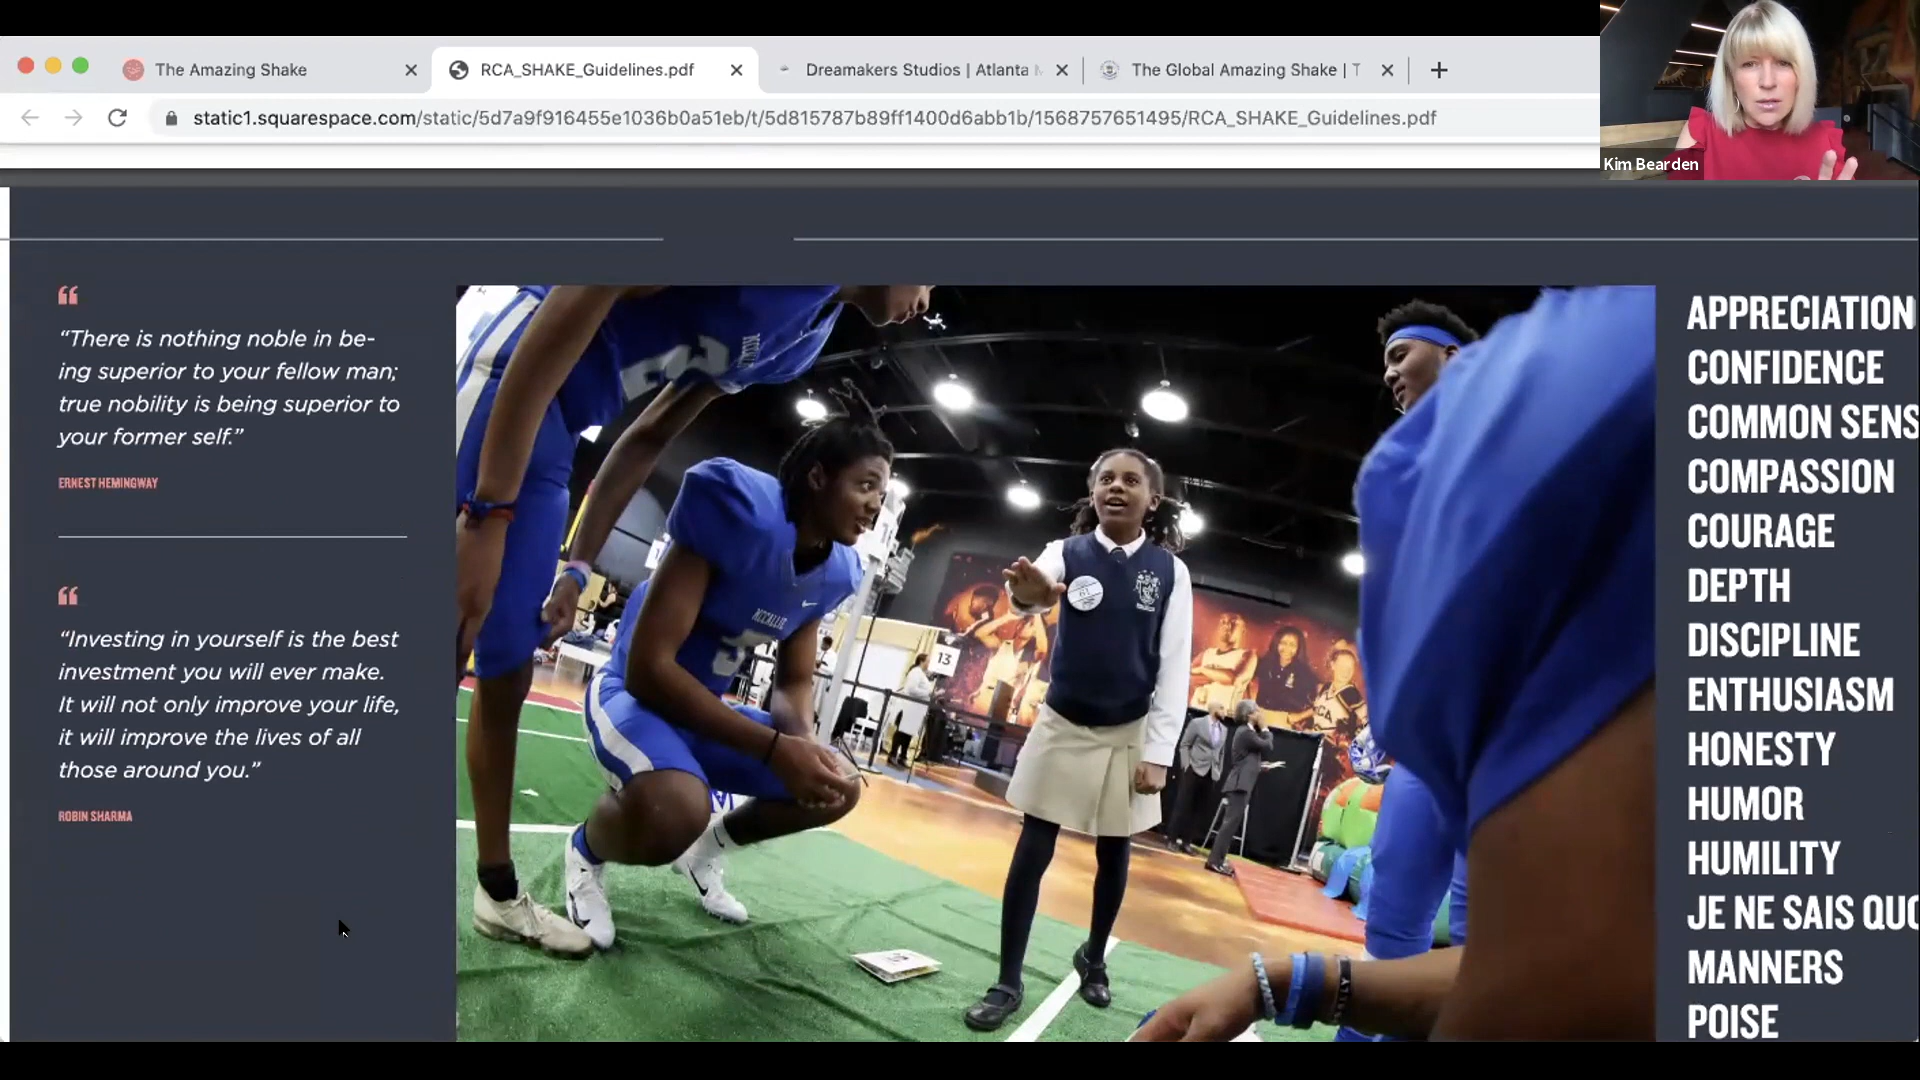 The Amazing Shake
RCA_SHAKE_Guidelines.pdf
Dreamakers Studios | Atlanta
The Global Amazing Shake | T
static1.squarespace.com/static/5d7a9f916455e1036b0a51eb/t/5d815787b89ff1400d6abb1b/1568757651495/RCA_SHAKE_Guidelines.pdf
Kim Bearden
“There is nothing noble in be-
ing superior to your fellow man;
true nobility is being superior to
your former self.”
ERNEST HEMINGWAY
“Investing in yourself is the best
investment you will ever make.
It will not only improve your life,
it will improve the lives of all
those around you.”
ROBIN SHARMA
MCCALLIE
5
13
APPRECIATION
CONFIDENCE
COMMON SENS
COMPASSION
COURAGE
DEPTH
DISCIPLINE
ENTHUSIASM
HONESTY
HUMOR
HUMILITY
JE NE SAIS QUO
MANNERS
POISE